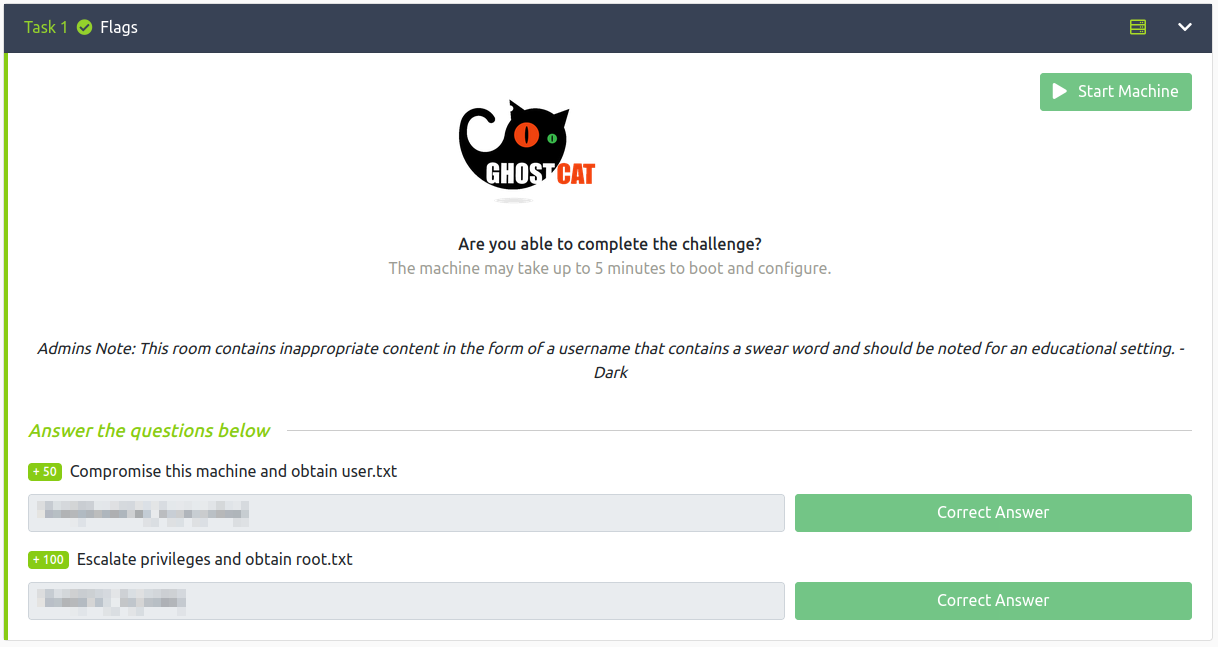 Task 1 Flags
Start Machine
GHOSTCAT
Are you able to complete the challenge?
The machine may take up to 5 minutes to boot and configure.
Admins Note: This room contains inappropriate content in the form of a username that contains a swear word and should be noted for an educational setting. -
Dark
Answer the questions below
+ 50 Compromise this machine and obtain user.txt
Correct Answer
+ 100 Escalate privileges and obtain root.txt
Correct Answer